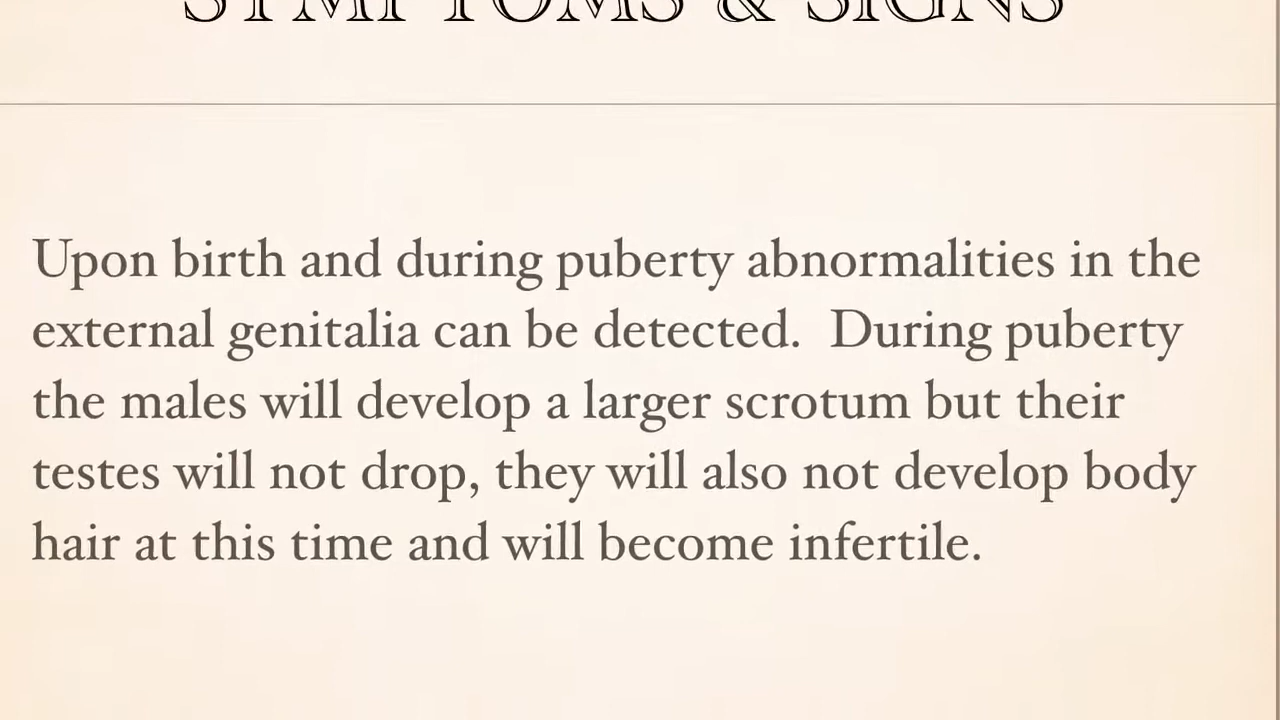 SYMPTOMS & SIGNS
Upon birth and during puberty abnormalities in the
external genitalia can be detected.  During puberty
the males will develop a larger scrotum but their
testes will not drop, they will also not develop body
hair at this time and will become infertile.